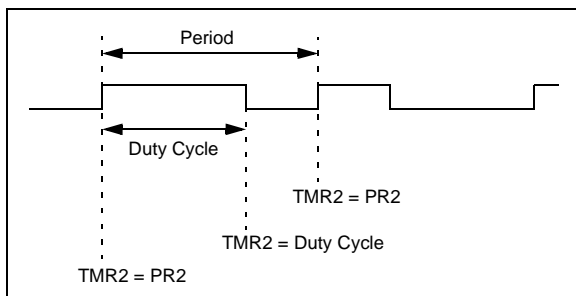 Period
Duty Cycle
TMR2 = PR2
TMR2 = Duty Cycle
TMR2 = PR2